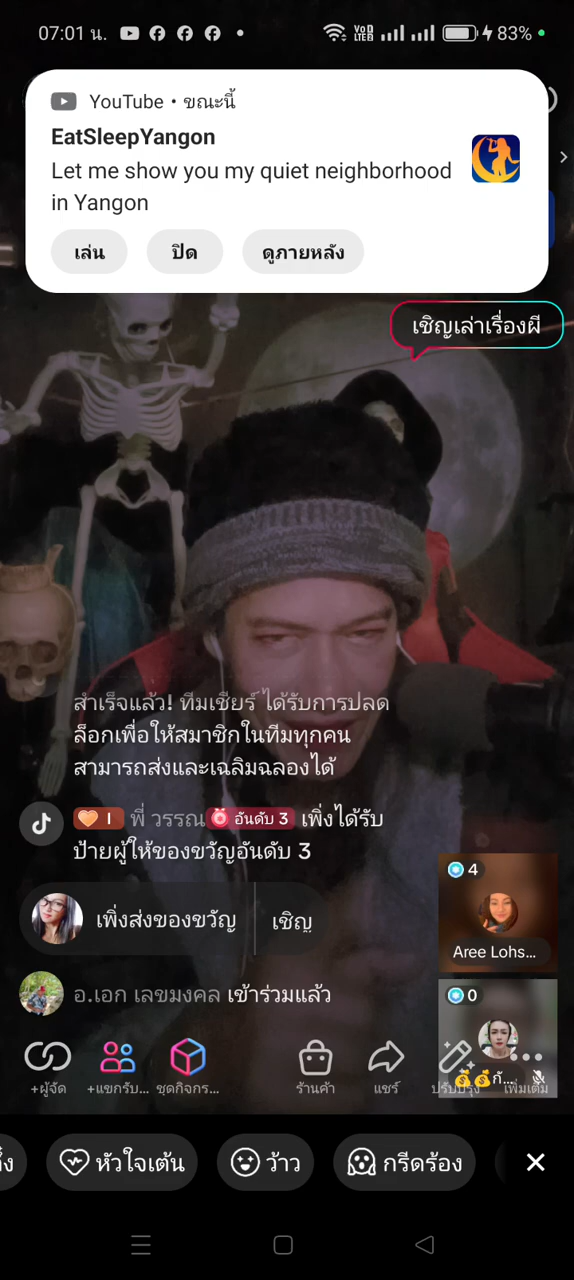 07:01 น.
VoD
LTE2
83%
YouTube • ขณะนี้
EatSleepYangon
Let me show you my quiet neighborhood
in Yangon
เล่น
ปิด
ดูภายหลัง
เชิญเล่าเรื่องผี
สำเร็จแล้ว! ทีมเชียร์ ได้รับการปลด
ล็อกเพื่อให้สมาชิกในทีมทุกคน
สามารถส่งและเฉลิมฉลองได้
I พี่ วรรณ อันดับ 3 เพิ่งได้รับ
ป้ายผู้ให้ของขวัญอันดับ 3
4
Aree Lohs...
เพิ่งส่งของขวัญ
เชิญ
0
อ.เอก เลขมงคล เข้าร่วมแล้ว
💰💰กั...
+ผู้จัด
+แขกรับ...
ชุดกิจกร...
ร้านค้า
แชร์
ปรับปรุง
เพิ่มเติม
หัวใจเต้น
ว้าว
กรีดร้อง